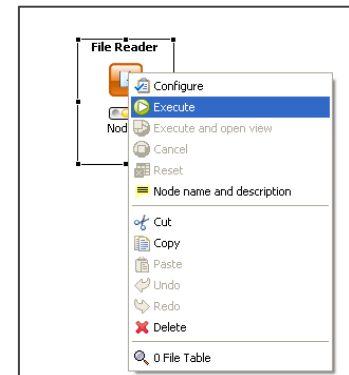 File Reader
Node
Configure
Execute
Execute and open view
Cancel
Reset
Node name and description
Cut
Copy
Paste
Undo
Redo
Delete
0 File Table